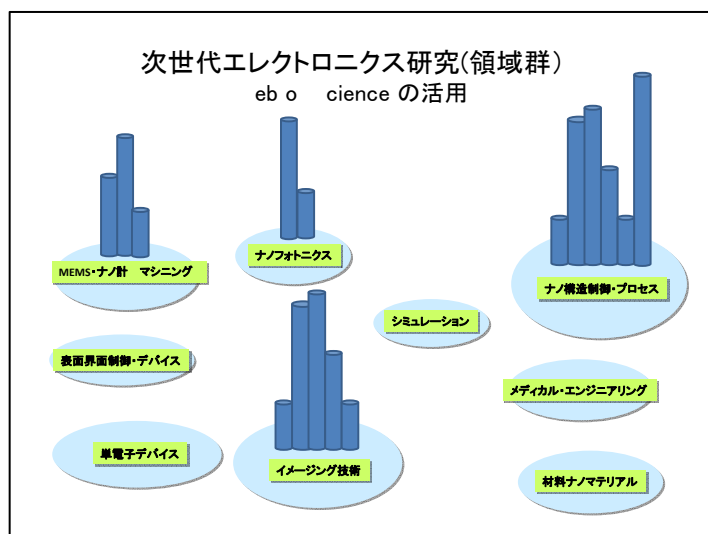 次世代エレクトロニクス研究(領域群)
eb o cience の活用
MEMS・ナノ計 マシニング
ナノフォトニクス
ナノ構造制御・プロセス
シミュレーション
表面界面制御・デバイス
メディカル・エンジニアリング
単電子デバイス
イメージング技術
材料ナノマテリアル